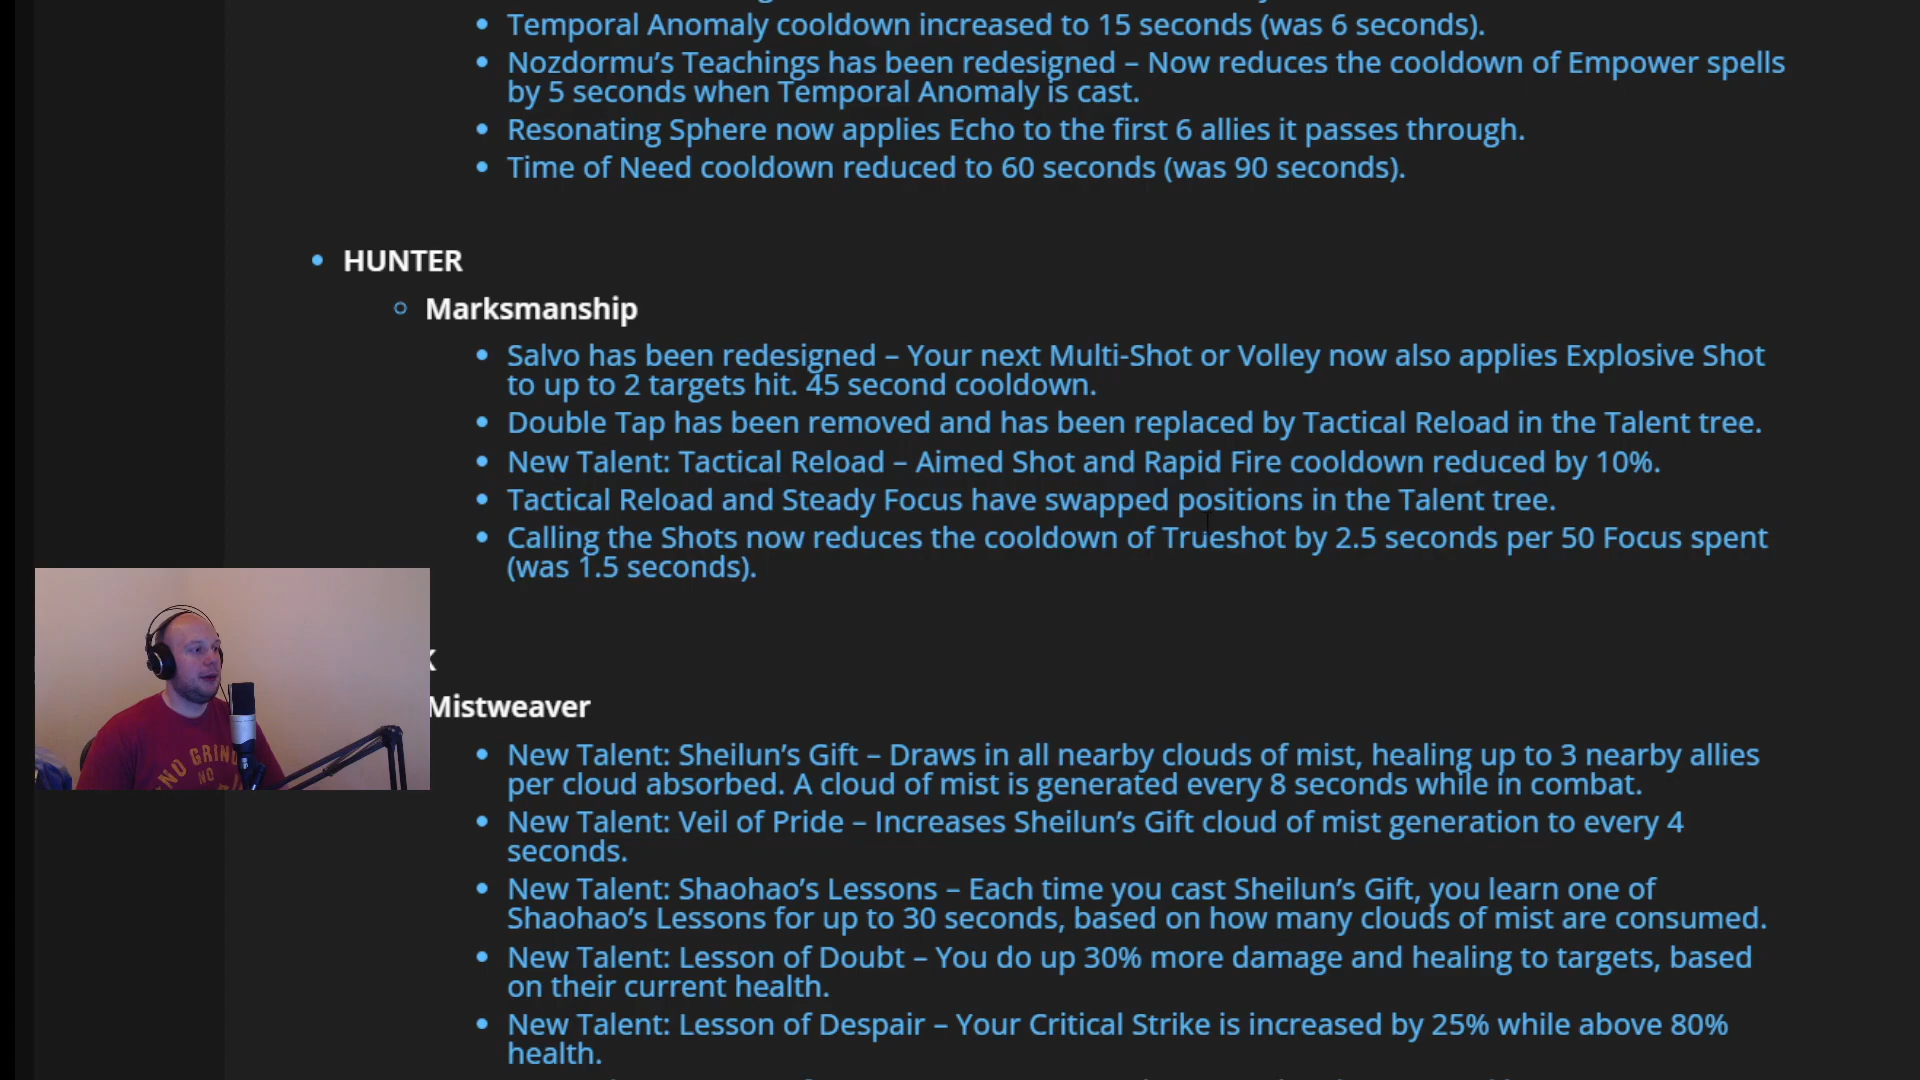 Temporal Anomaly cooldown increased to 15 seconds (was 6 seconds).
Nozdormu's Teachings has been redesigned – Now reduces the cooldown of Empower spells
by 5 seconds when Temporal Anomaly is cast.
Resonating Sphere now applies Echo to the first 6 allies it passes through.
Time of Need cooldown reduced to 60 seconds (was 90 seconds).
HUNTER
Marksmanship
Salvo has been redesigned – Your next Multi-Shot or Volley now also applies Explosive Shot
to up to 2 targets hit. 45 second cooldown.
Double Tap has been removed and has been replaced by Tactical Reload in the Talent tree.
New Talent: Tactical Reload – Aimed Shot and Rapid Fire cooldown reduced by 10%.
Tactical Reload and Steady Focus have swapped positions in the Talent tree.
Calling the Shots now reduces the cooldown of Trueshot by 2.5 seconds per 50 Focus spent
(was 1.5 seconds).
K
Mistweaver
New Talent: Sheilun's Gift – Draws in all nearby clouds of mist, healing up to 3 nearby allies
per cloud absorbed. A cloud of mist is generated every 8 seconds while in combat.
New Talent: Veil of Pride – Increases Sheilun's Gift cloud of mist generation to every 4
seconds.
New Talent: Shaohao's Lessons – Each time you cast Sheilun's Gift, you learn one of
Shaohao's Lessons for up to 30 seconds, based on how many clouds of mist are consumed.
New Talent: Lesson of Doubt – You do up 30% more damage and healing to targets, based
on their current health.
New Talent: Lesson of Despair – Your Critical Strike is increased by 25% while above 80%
health.
NO GRIND
NO